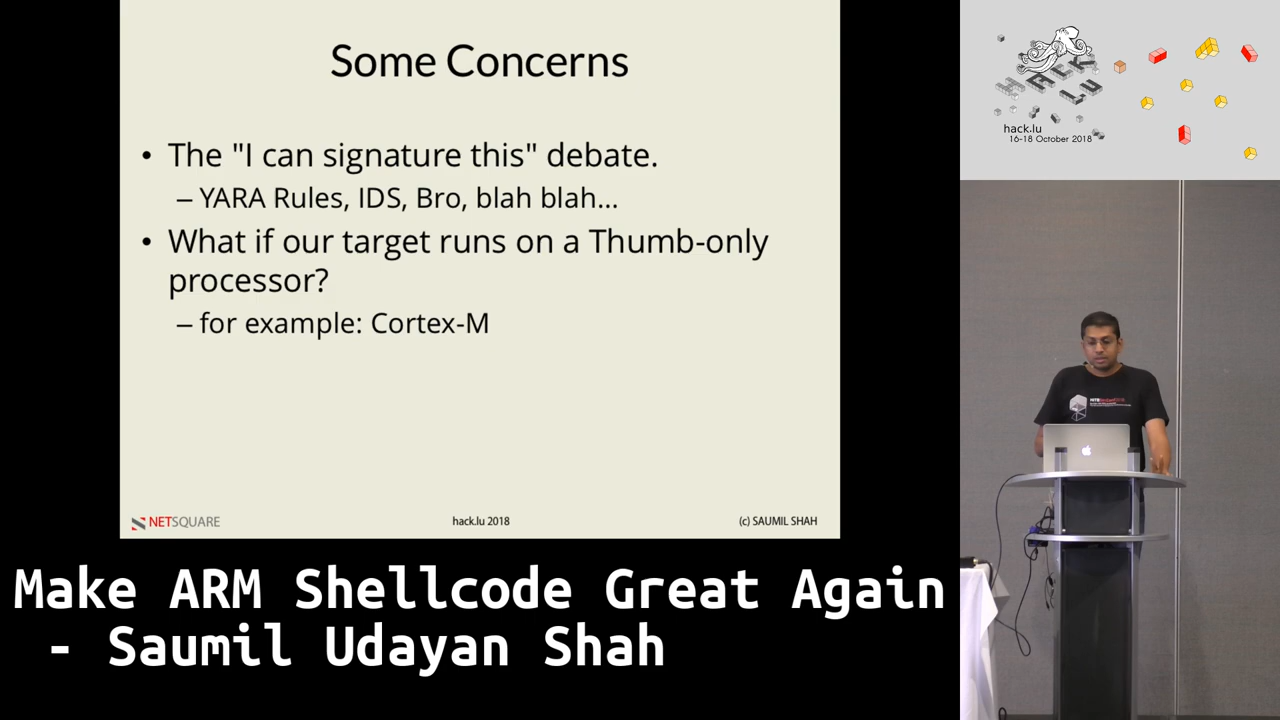 Some Concerns
• The "I can signature this" debate.
– YARA Rules, IDS, Bro, blah blah...
• What if our target runs on a Thumb-only
processor?
– for example: Cortex-M
NETSQUARE
hack.lu 2018
(c) SAUMIL SHAH
Make ARM Shellcode Great Again
- Saumil Udayan Shah
HACK
LU
hack.lu
16-18 October 2018